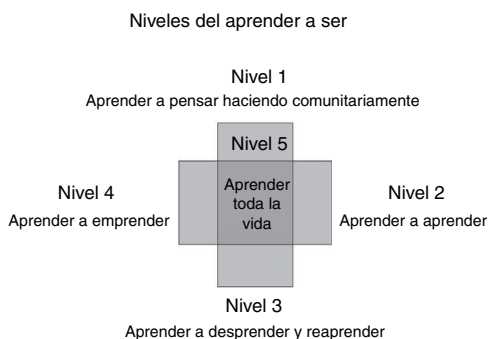 Niveles del aprender a ser
Nivel 1
Aprender a pensar haciendo comunitariamente
Nivel 5
Aprender
toda la
vida
Nivel 4
Aprender a emprender
Nivel 2
Aprender a aprender
Nivel 3
Aprender a desprender y reaprender